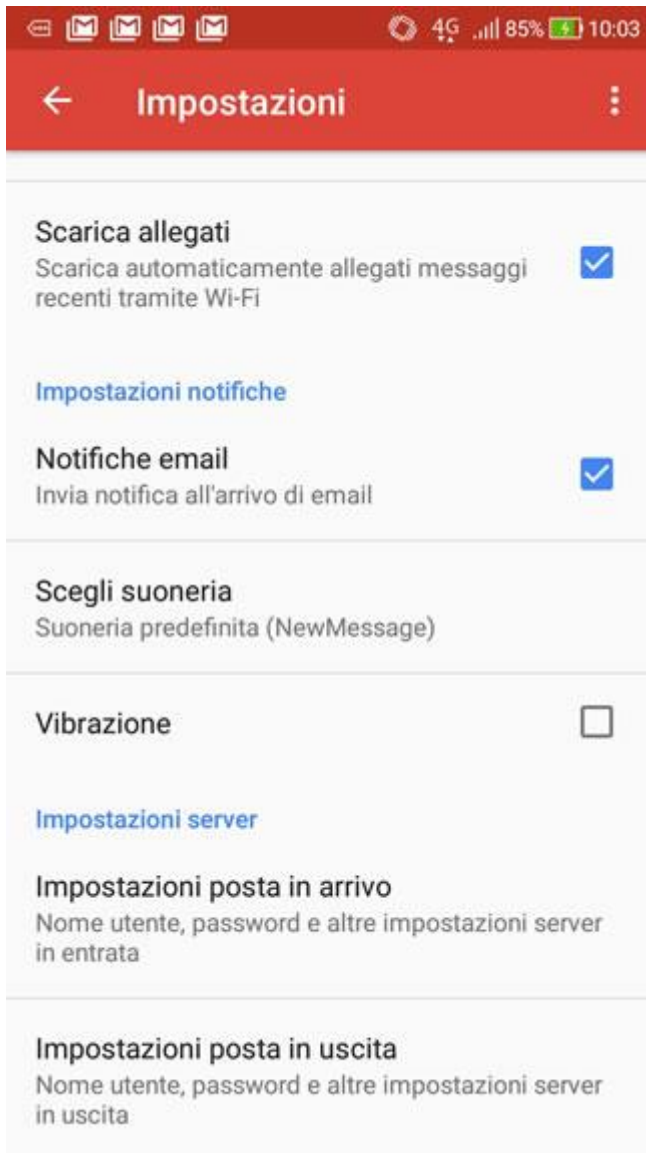 4G 85% 10:03
Impostazioni
Scarica allegati
Scarica automaticamente allegati messaggi
recenti tramite Wi-Fi
Impostazioni notifiche
Notifiche email
Invia notifica all'arrivo di email
Scegli suoneria
Suoneria predefinita (NewMessage)
Vibrazione
Impostazioni server
Impostazioni posta in arrivo
Nome utente, password e altre impostazioni server
in entrata
Impostazioni posta in uscita
Nome utente, password e altre impostazioni server
in uscita